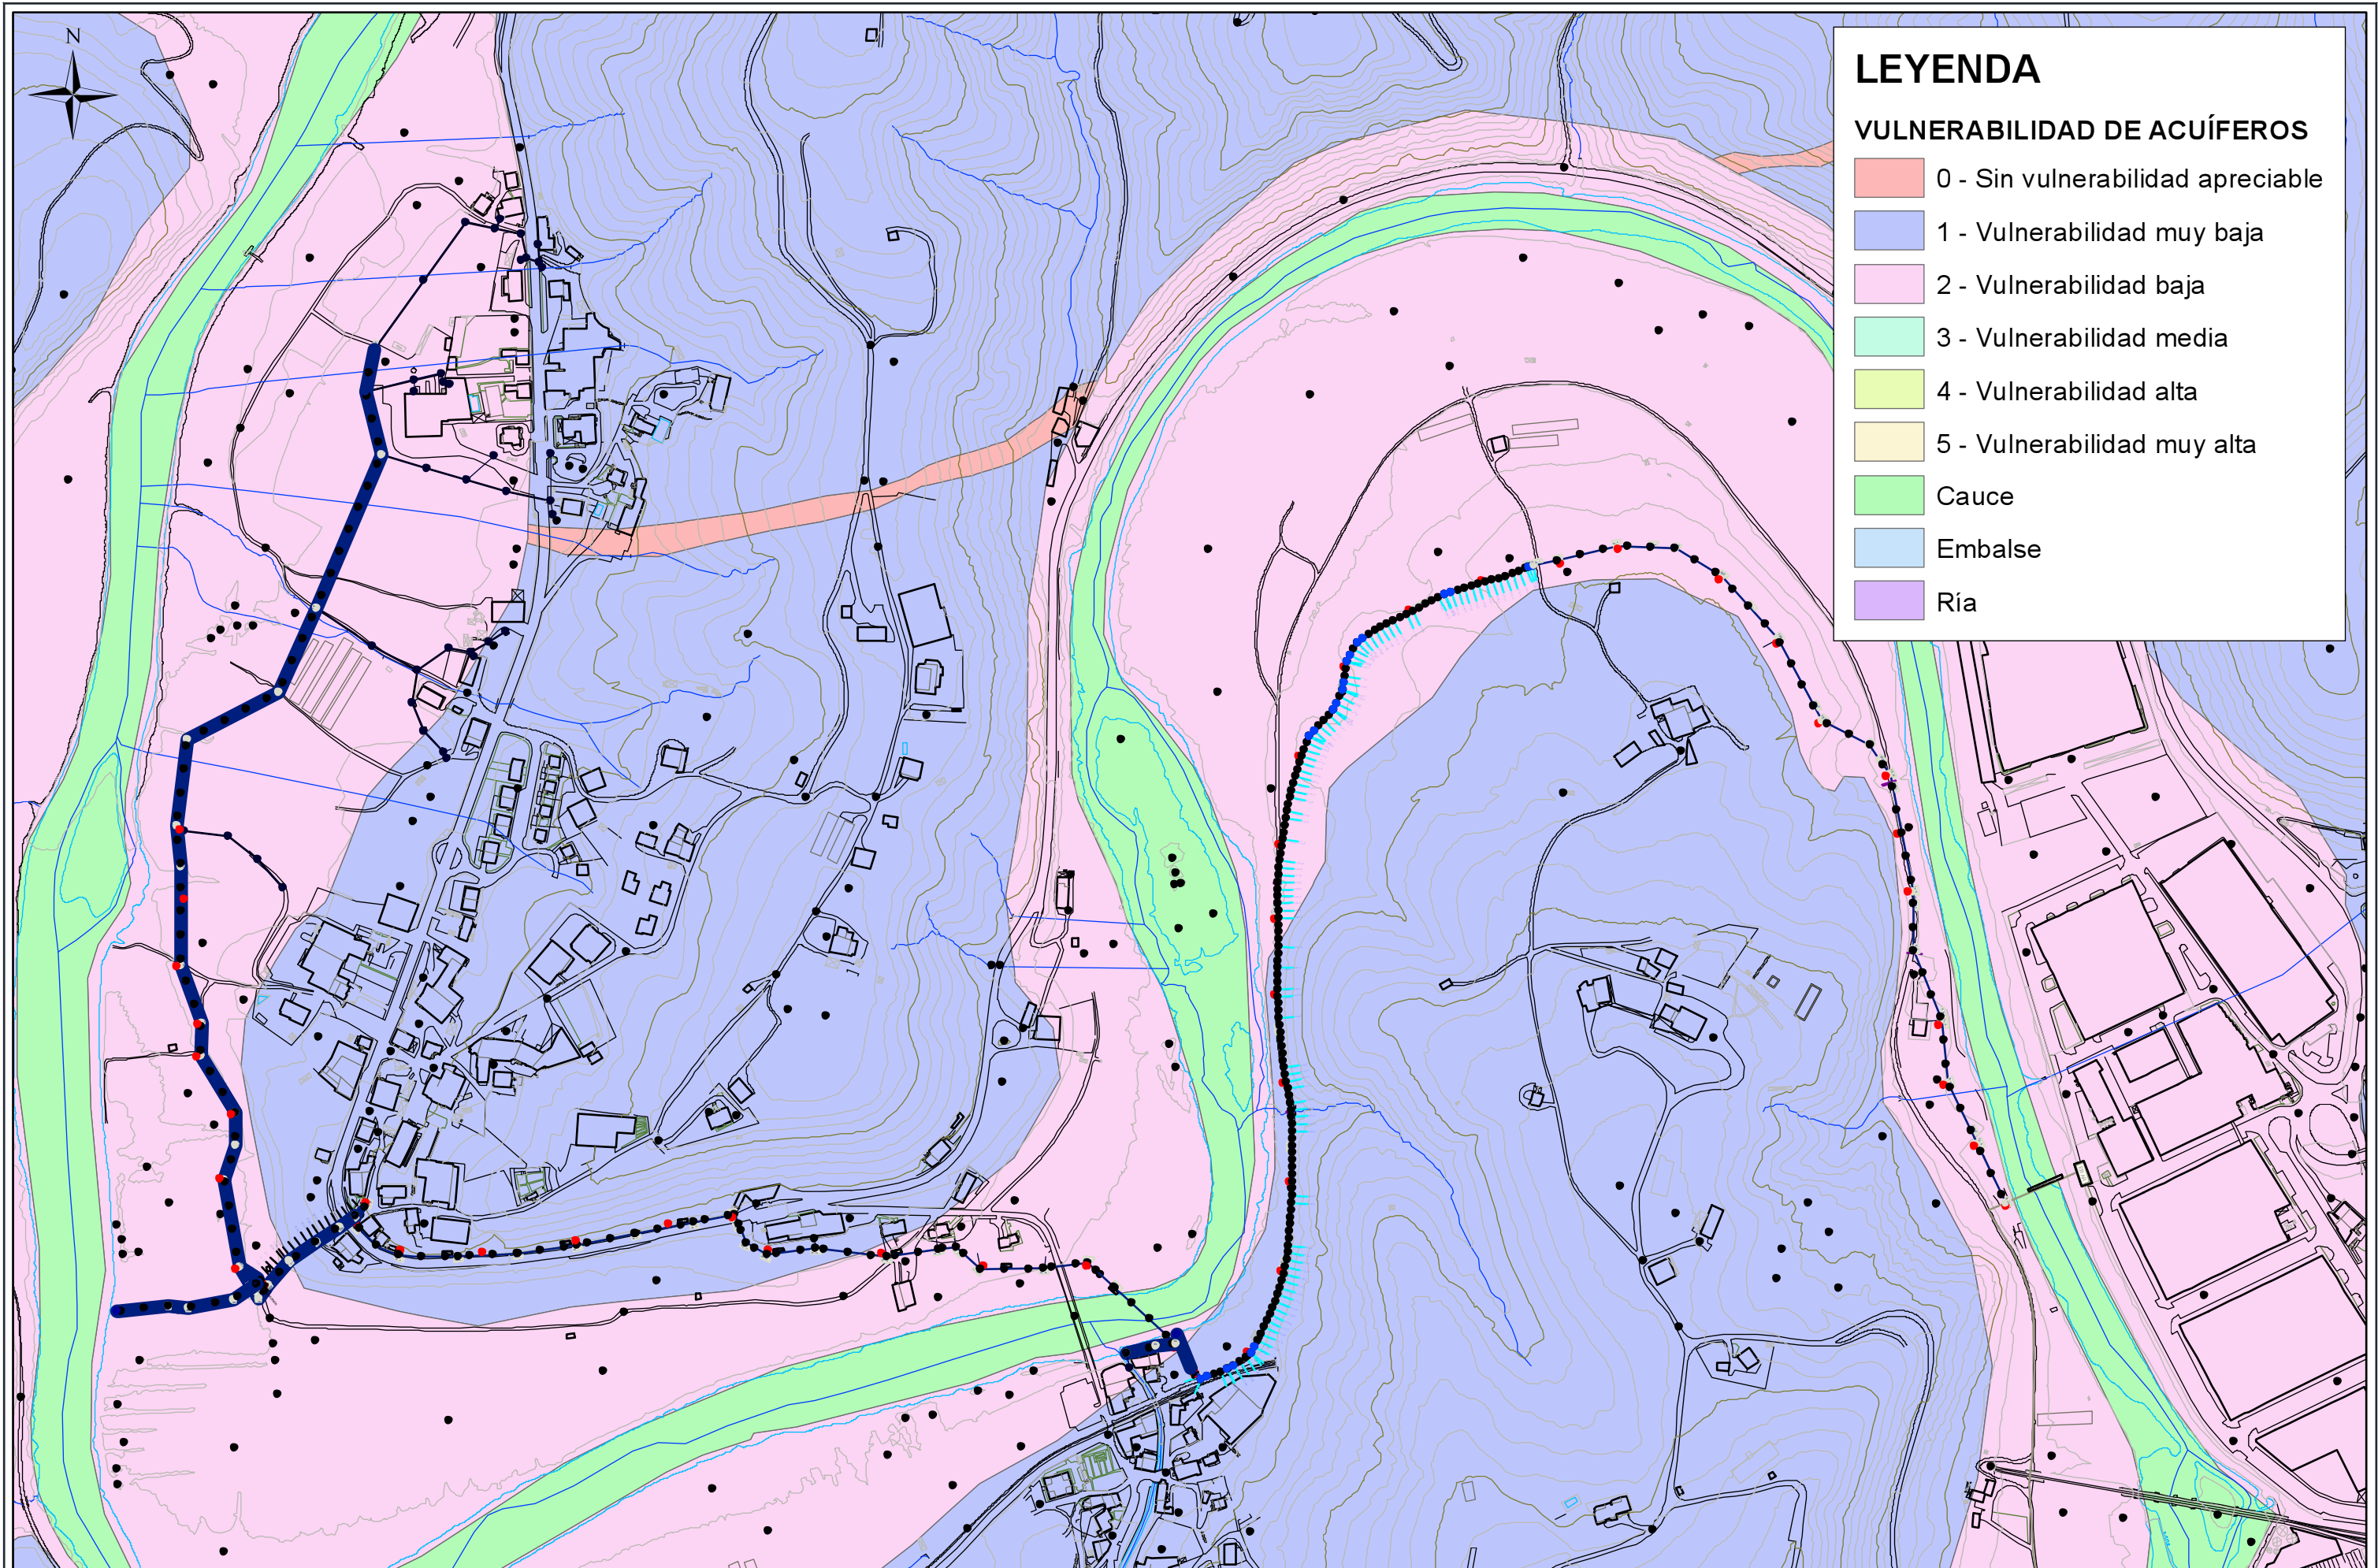 N
LEYENDA
VULNERABILIDAD DE ACUÍFEROS
0 - Sin vulnerabilidad apreciable
1 - Vulnerabilidad muy baja
2 - Vulnerabilidad baja
3 - Vulnerabilidad media
4 - Vulnerabilidad alta
5 - Vulnerabilidad muy alta
Cauce
Embalse
Ría